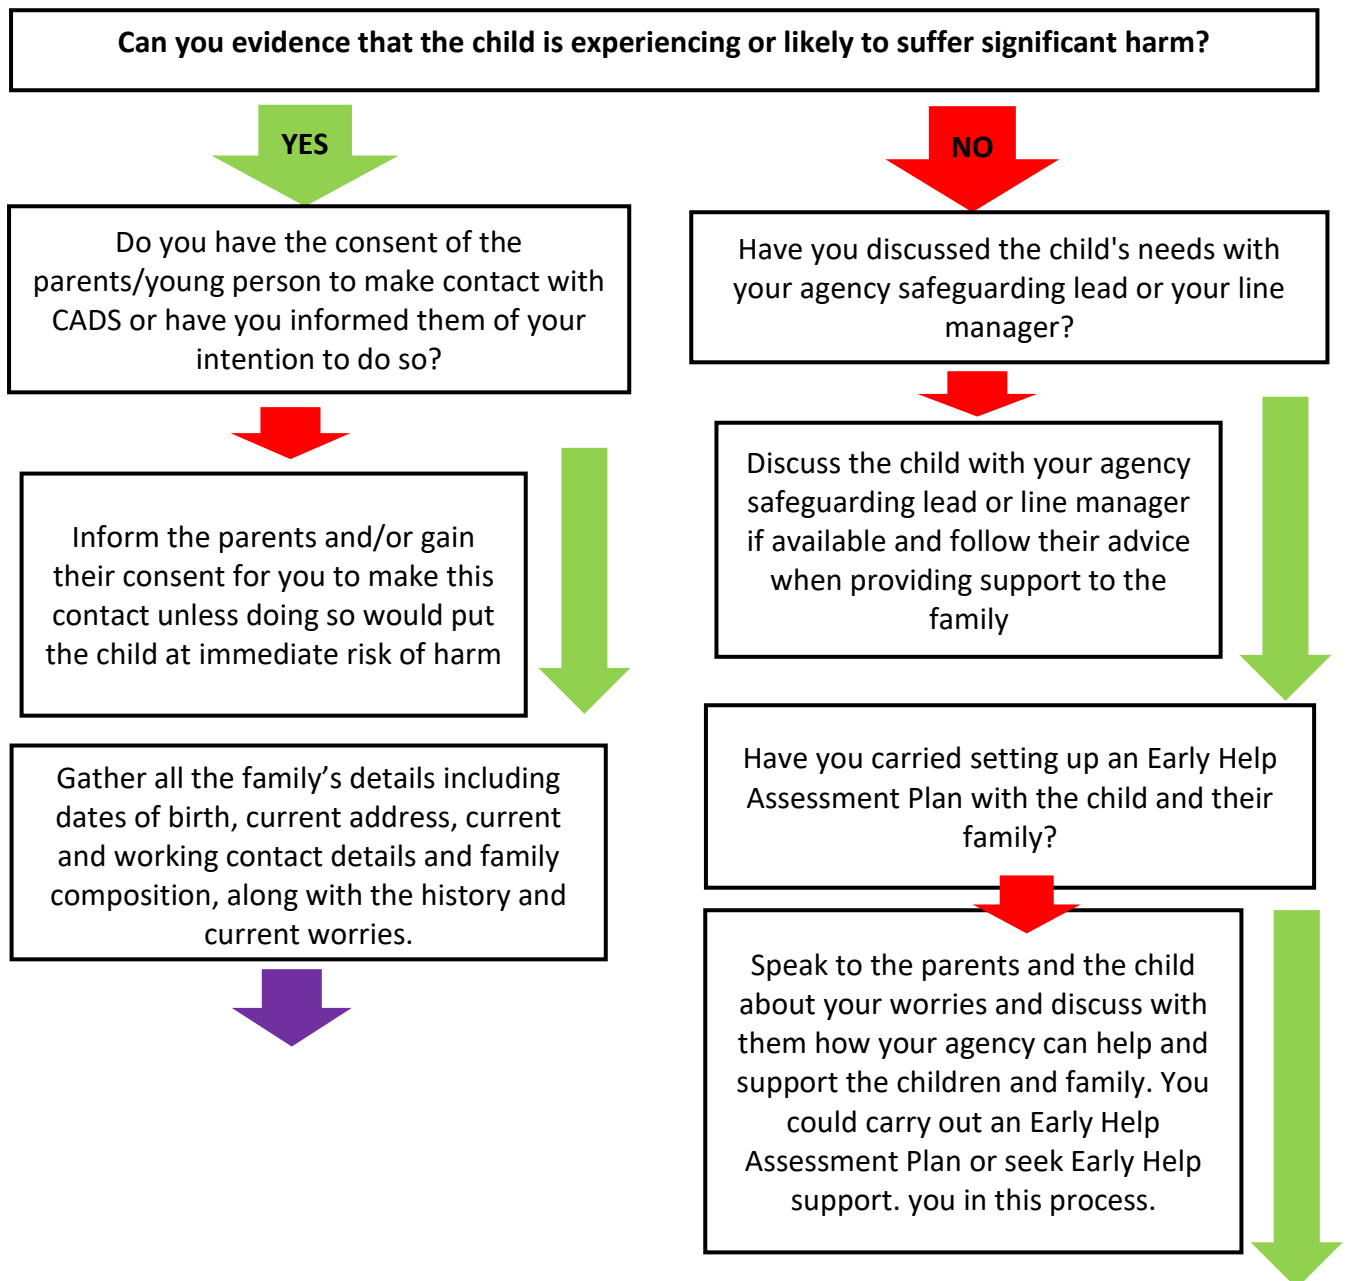 Can you evidence that the child is experiencing or likely to suffer significant harm?
YES
NO
Do you have the consent of the
parents/young person to make contact with
CADS or have you informed them of your
intention to do so?
Inform the parents and/or gain
their consent for you to make this
contact unless doing so would put
the child at immediate risk of harm
Gather all the family’s details including
dates of birth, current address, current
and working contact details and family
composition, along with the history and
current worries.
Have you discussed the child's needs with
your agency safeguarding lead or your line
manager?
Discuss the child with your agency
safeguarding lead or line manager
if available and follow their advice
when providing support to the
family
Have you carried setting up an Early Help
Assessment Plan with the child and their
family?
Speak to the parents and the child
about your worries and discuss with
them how your agency can help and
support the children and family. You
could carry out an Early Help
Assessment Plan or seek Early Help
support. you in this process.